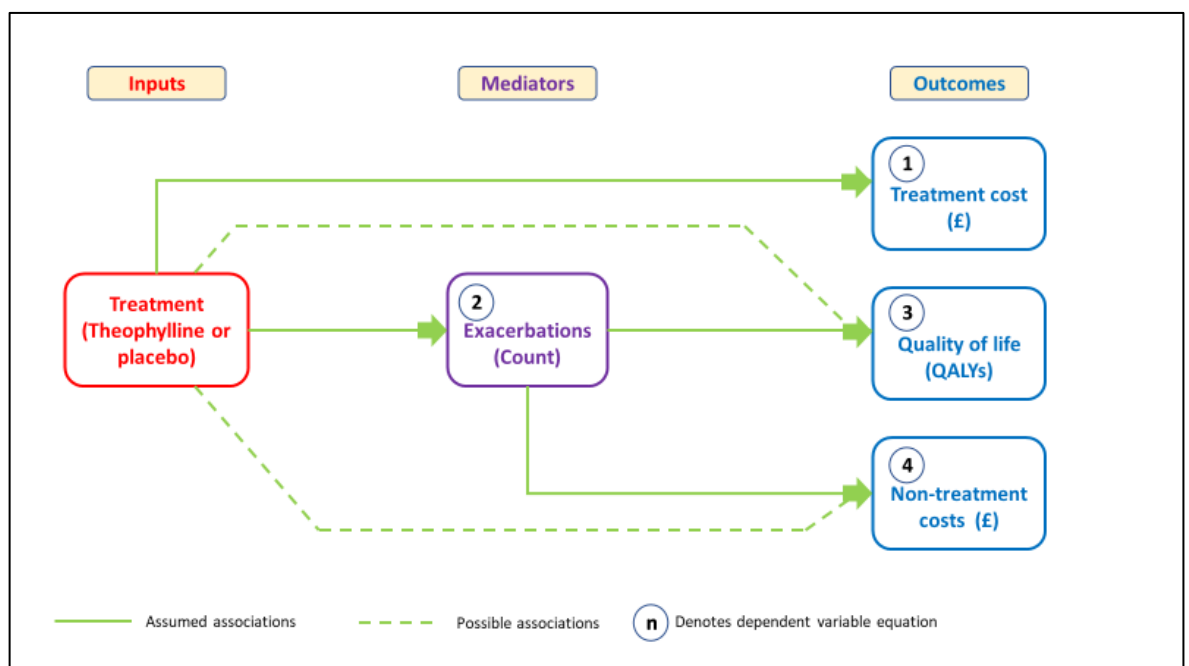 Inputs
Mediators
Outcomes
1
Treatment cost
(£)
Treatment
(Theophylline or
placebo)
2
Exacerbations
(Count)
3
Quality of life
(QALYs)
4
Non-treatment
costs (£)
Assumed associations
Possible associations
n Denotes dependent variable equation